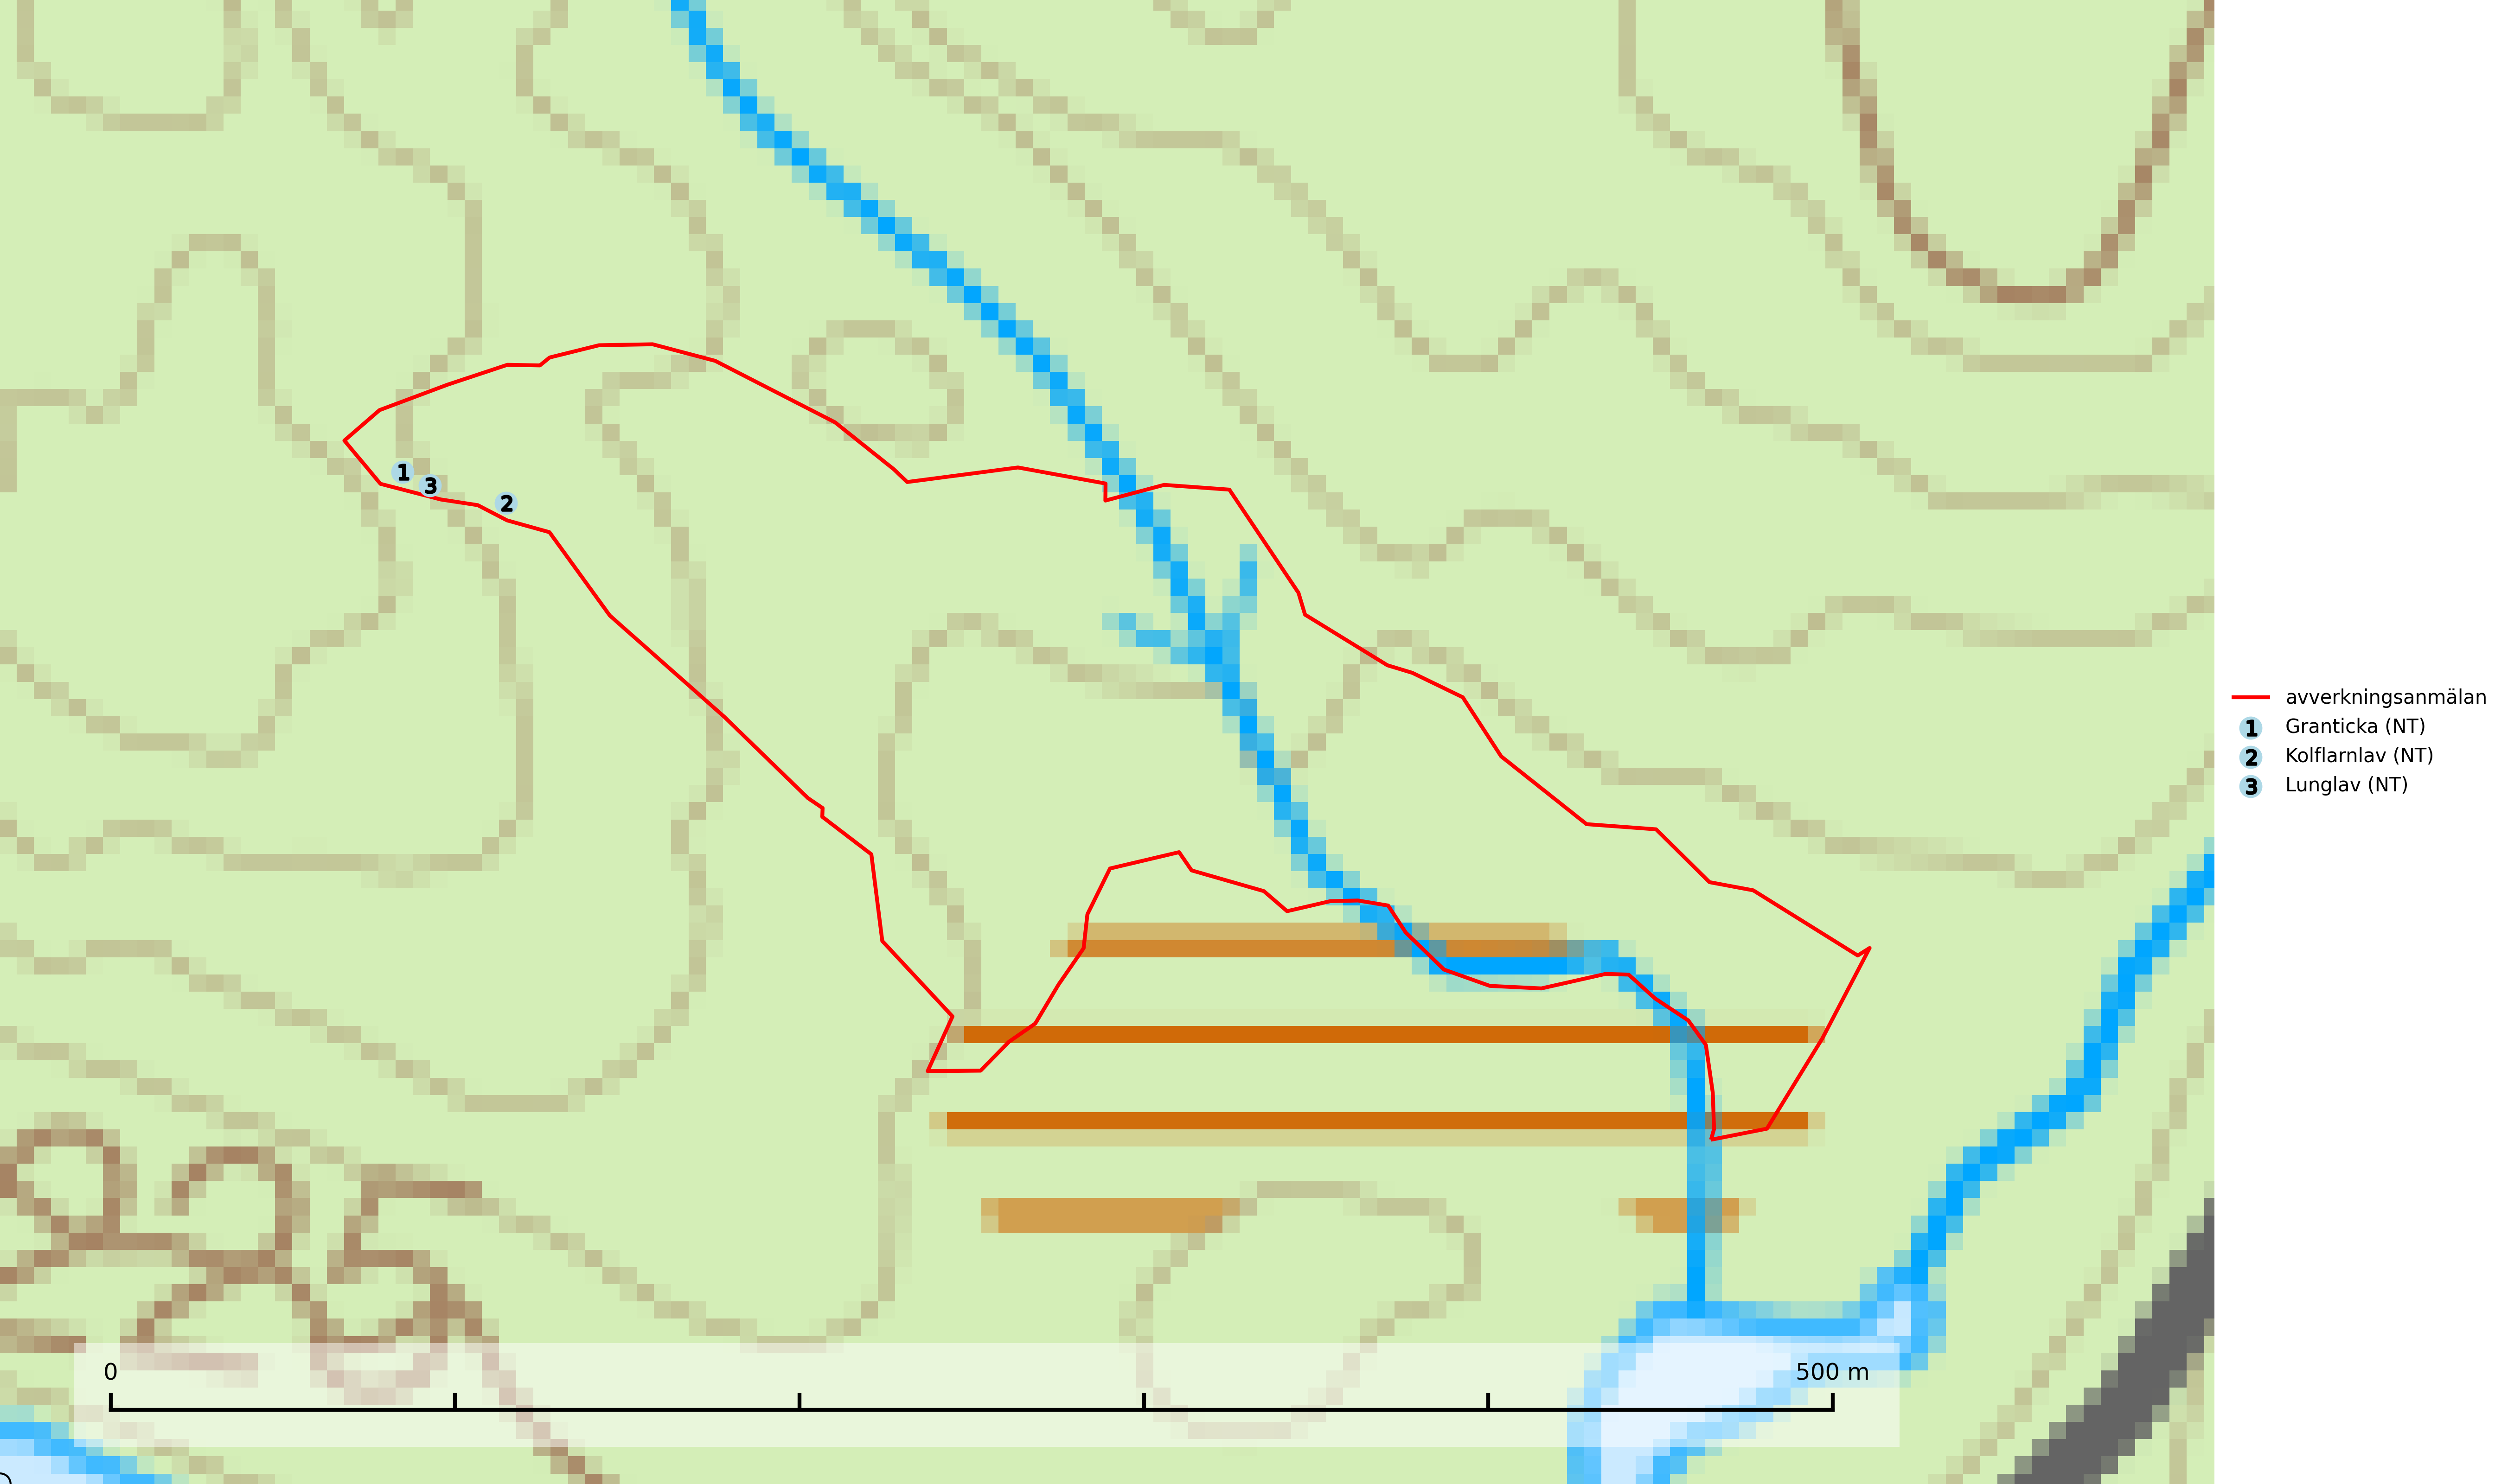 1
3
2
avverkningsanmälan
1 Granticka (NT)
2 Kolflarnlav (NT)
3 Lunglav (NT)
0 500 m